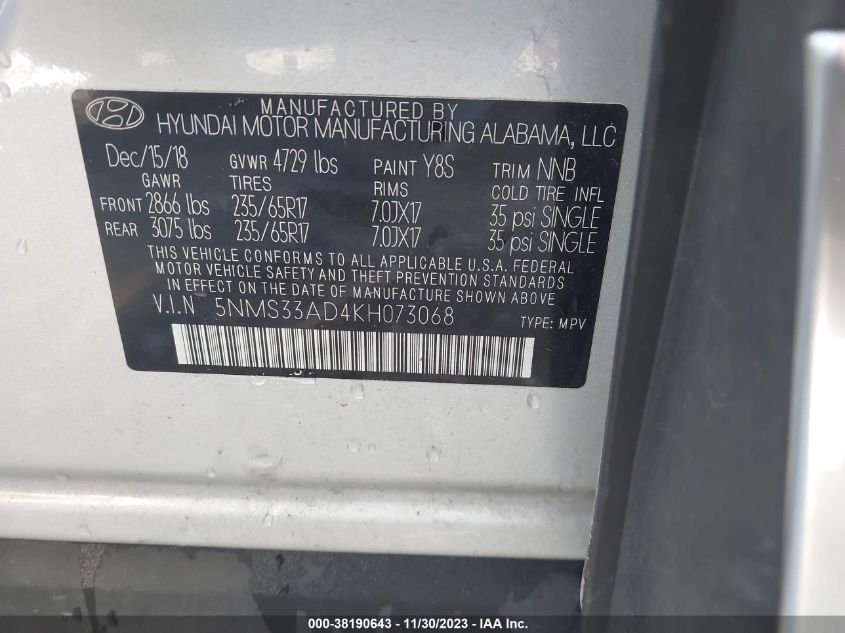 MANUFACTURED BY
HYUNDAI MOTOR MANUFACTURING ALABAMA, LLC
Dec/15/18 GVWR 4729 lbs PAINT Y8S TRIM NNB
GAWR TIRES RIMS COLD TIRE INFL
FRONT 2866 lbs 235/65R17 7.0JX17 35 psi SINGLE
REAR 3075 lbs 235/65R17 7.0JX17 35 psi SINGLE
THIS VEHICLE CONFORMS TO ALL APPLICABLE U.S.A. FEDERAL
MOTOR VEHICLE SAFETY AND THEFT PREVENTION STANDARDS
IN EFFECT ON THE DATE OF MANUFACTURE SHOWN ABOVE.
V.I.N 5NMS33AD4KH073068 TYPE: MPV
000-38190643 - 11/30/2023 - © IAA Inc.